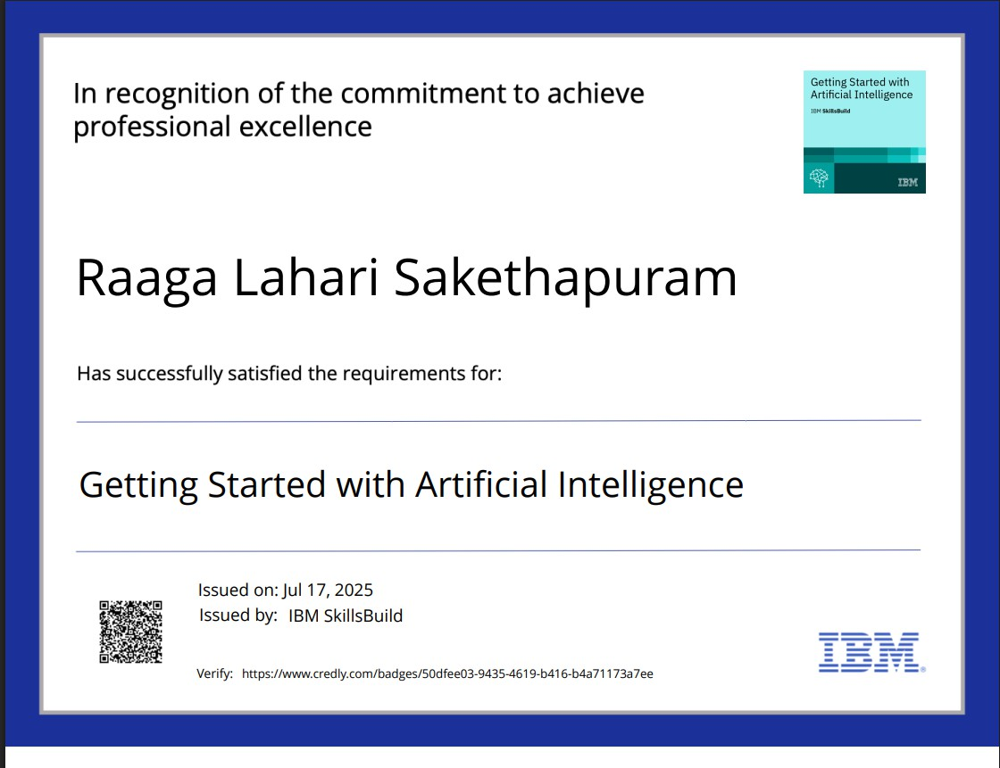 In recognition of the commitment to achieve
professional excellence
Getting Started with
Artificial Intelligence
IBM SkillsBuild
IBM
Raaga Lahari Sakethapuram
Has successfully satisfied the requirements for:
Getting Started with Artificial Intelligence
Issued on: Jul 17, 2025
Issued by: IBM SkillsBuild
Verify: https://www.credly.com/badges/50dfee03-9435-4619-b416-b4a71173a7ee
IBM®